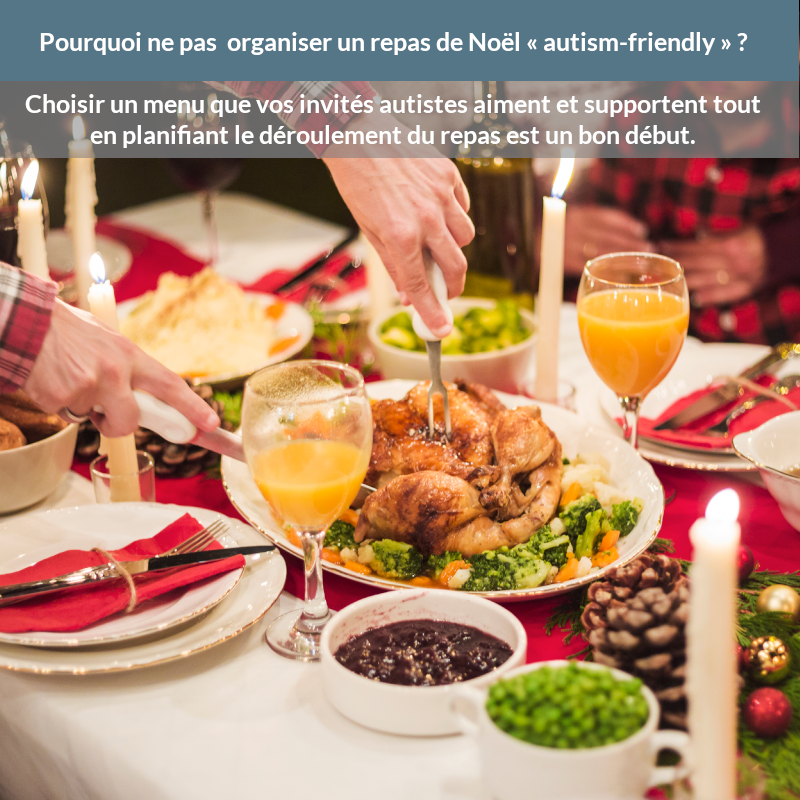 Pourquoi ne pas  organiser un repas de Noël « autism-friendly » ?
Choisir un menu que vos invités autistes aiment et supportent tout
en planifiant le déroulement du repas est un bon début.